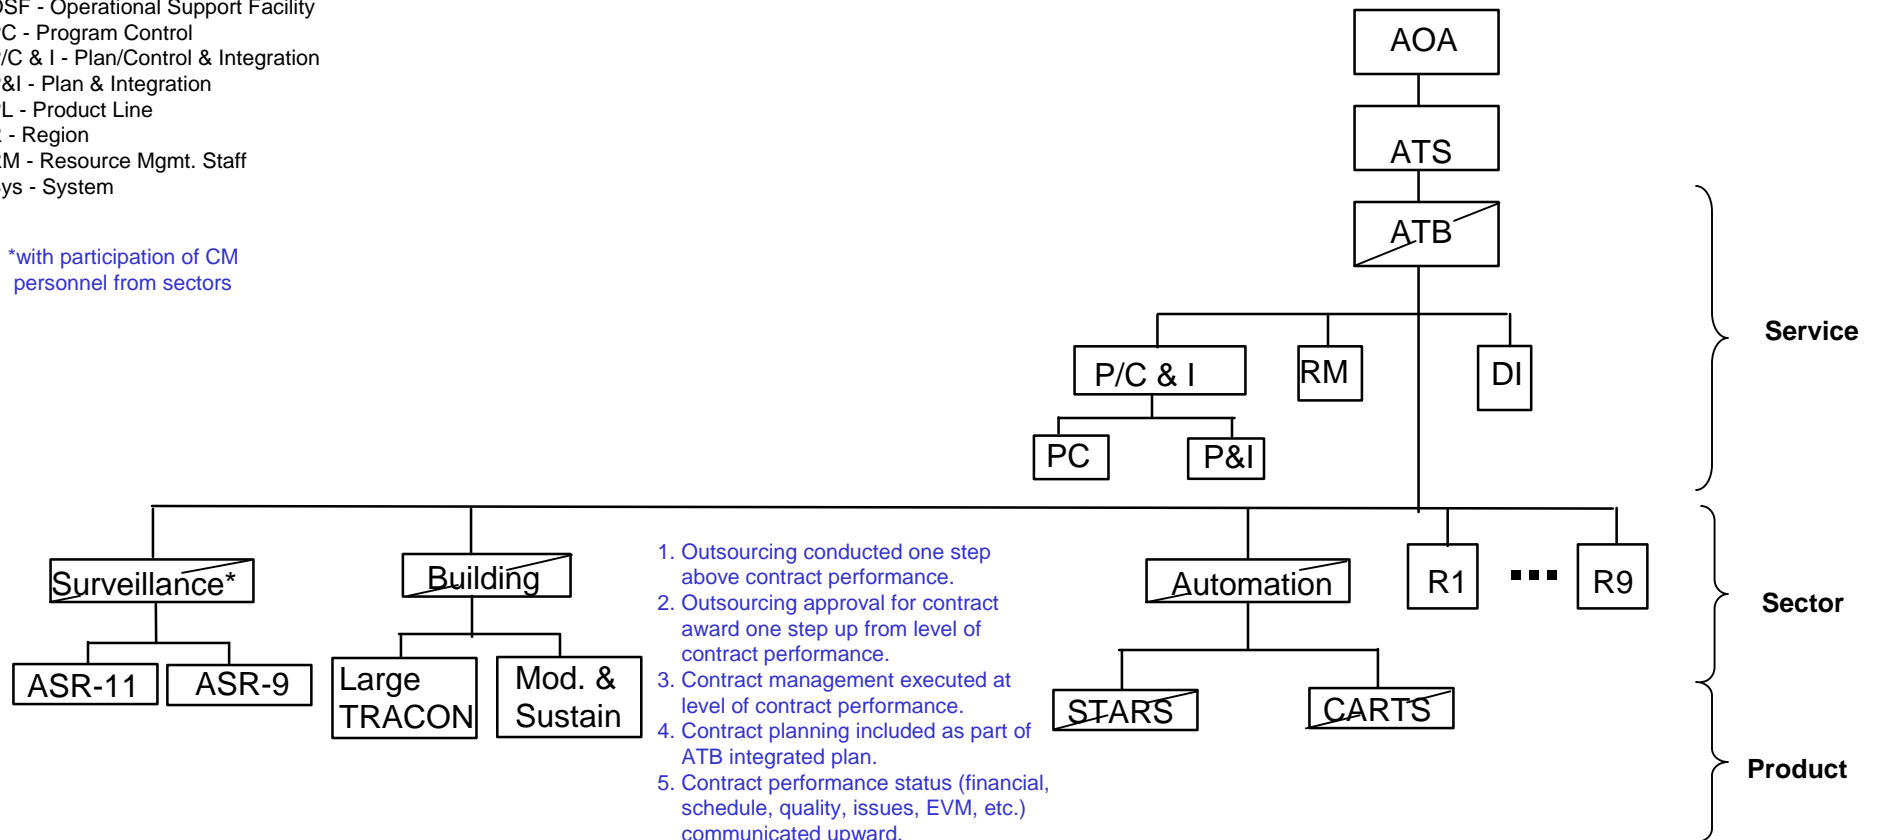 - Operational Support Facility
- Program Control
/C & I - Plan/Control & Integration
&I - Plan & Integration
- Product Line
- Region
- Resource Mgmt. Staff
- System
*with participation of CM
personnel from sectors
AOA
ATS
ATB
Service
P/C & I
RM
DI
PC
P&I
Surveillance*
Building
Automation
R1
R9
Sector
ASR-11
ASR-9
Large
TRACON
Mod. &
Sustain
1. Outsourcing conducted one step
above contract performance.
2. Outsourcing approval for contract
award one step up from level of
contract performance.
3. Contract management executed at
level of contract performance.
4. Contract planning included as part of
ATB integrated plan.
5. Contract performance status (financial,
schedule, quality, issues, EVM, etc.)
communicated upward.
STARS
CARTS
Product